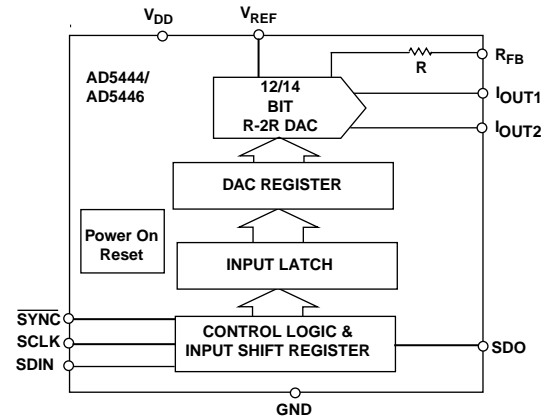 VDD
VREF
AD5444/
AD5446
12/14
BIT
R-2R DAC
R
RFB
IOUT1
IOUT2
DAC REGISTER
Power On
Reset
INPUT LATCH
SYNC
SCLK
SDIN
CONTROL LOGIC &
INPUT SHIFT REGISTER
SDO
GND